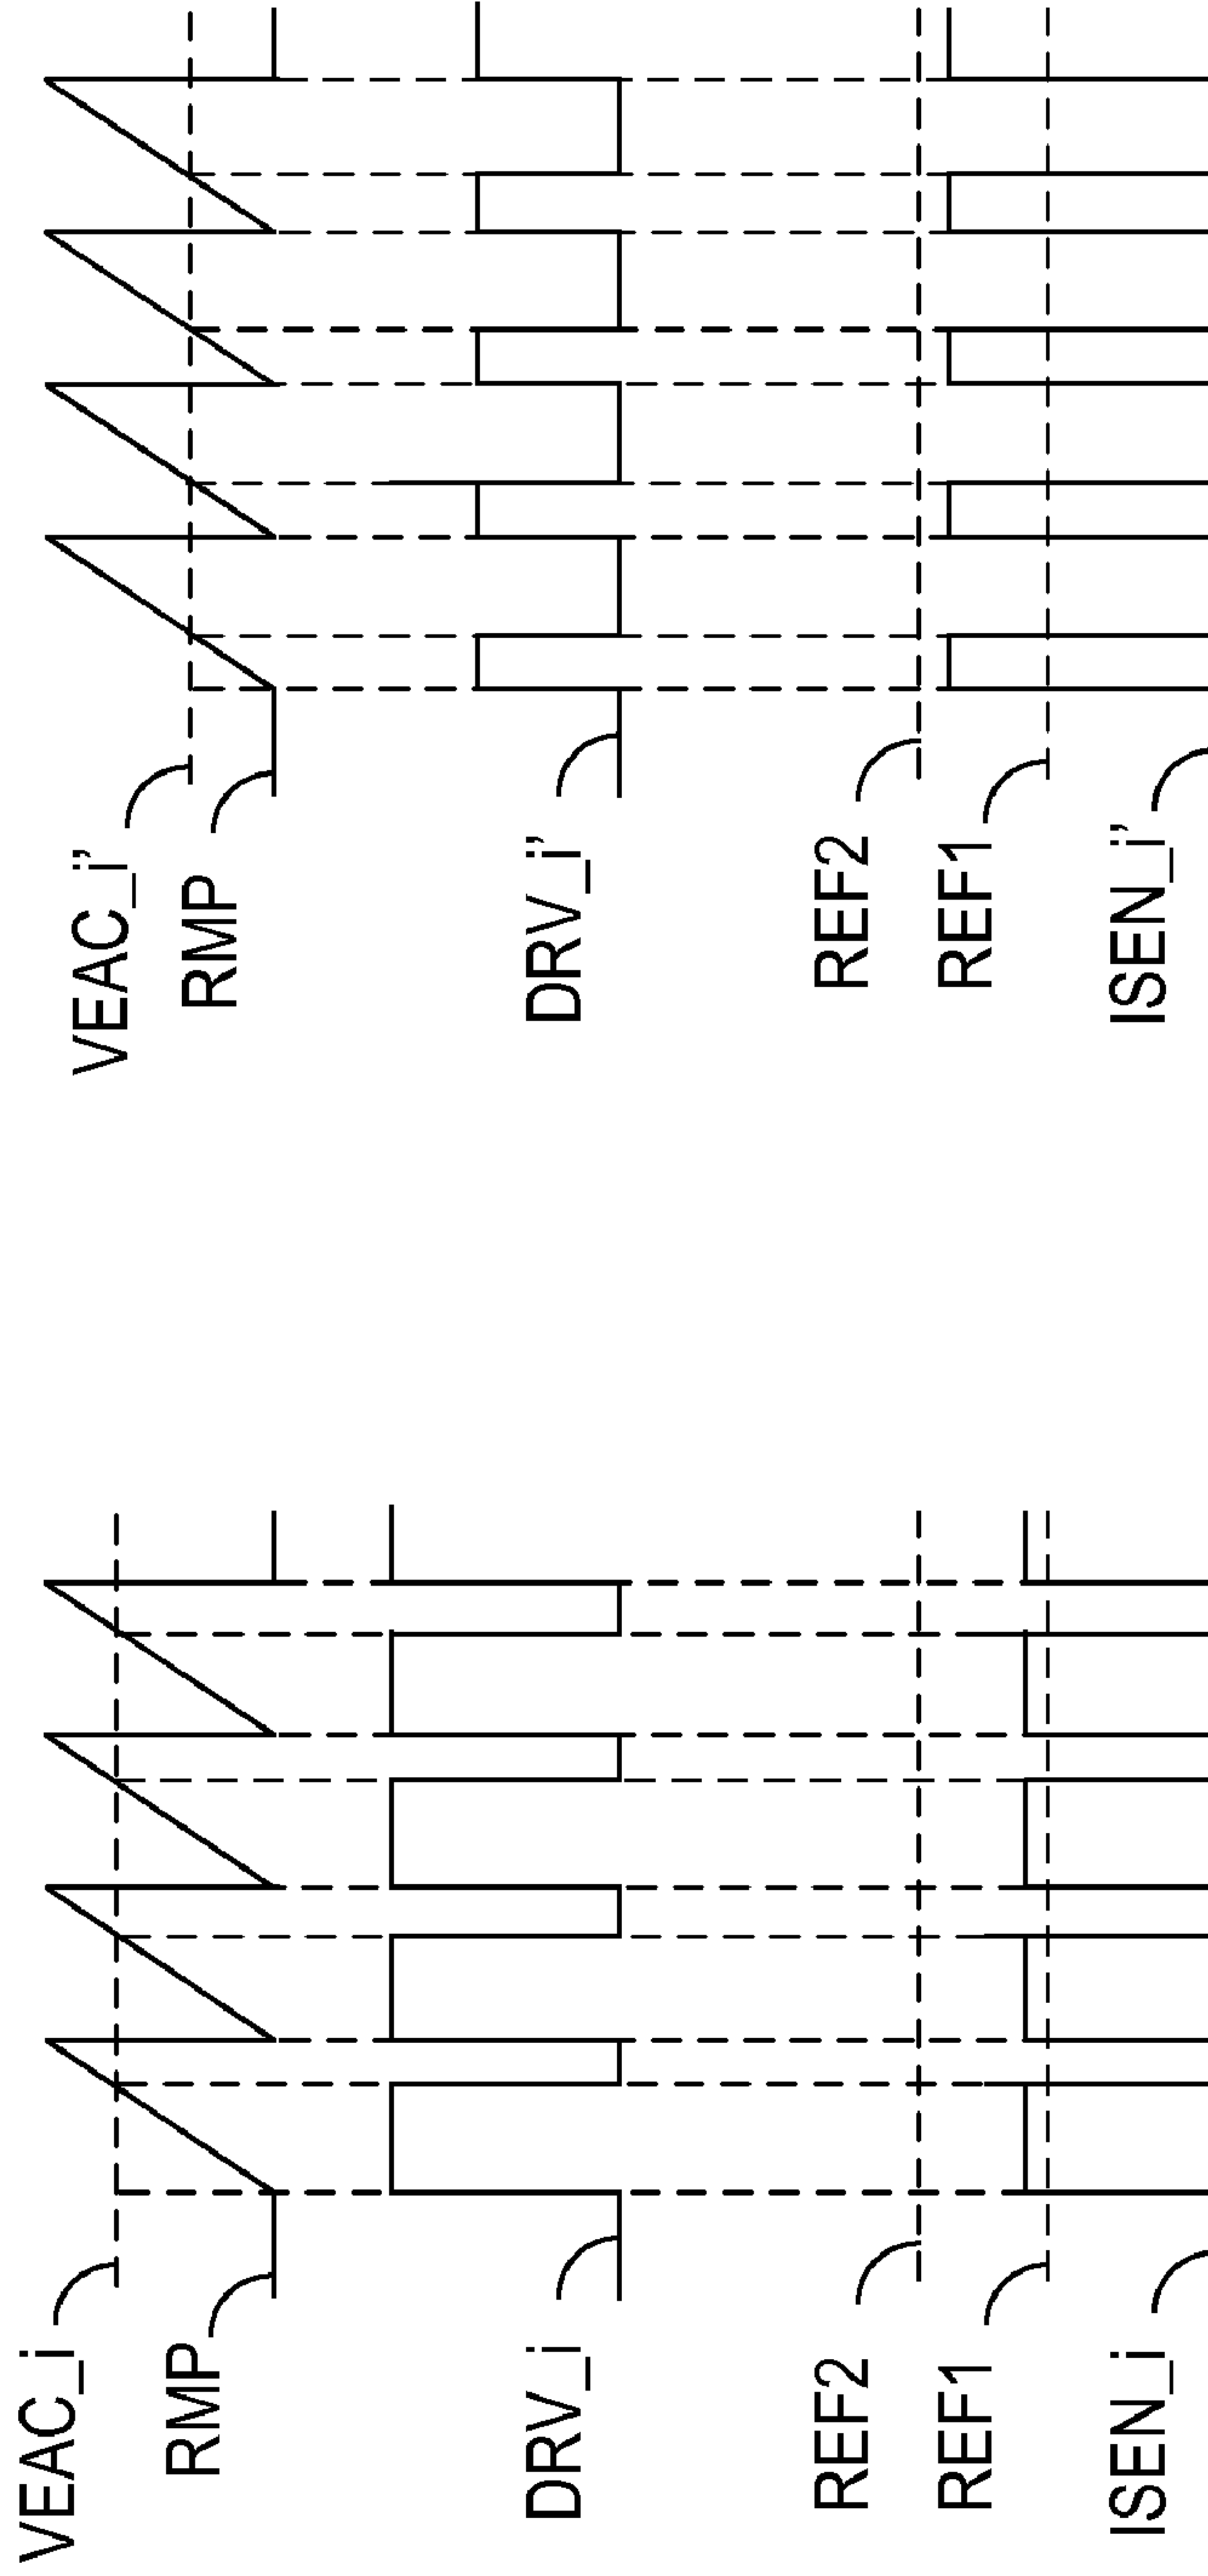 VEAC_i
RMP
DRV_i
REF2
REF1
ISEN_i
VEAC_i”
RMP
DRV_i”
REF2
REF1
ISEN_i”